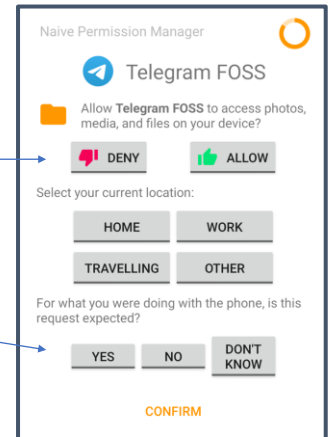 Naive Permission Manager
Telegram FOSS
Allow Telegram FOSS to access photos,
media, and files on your device?
DENY ALLOW
Select your current location:
HOME WORK
TRAVELLING OTHER
For what you were doing with the phone, is this
request expected?
YES NO DON'T
KNOW
CONFIRM